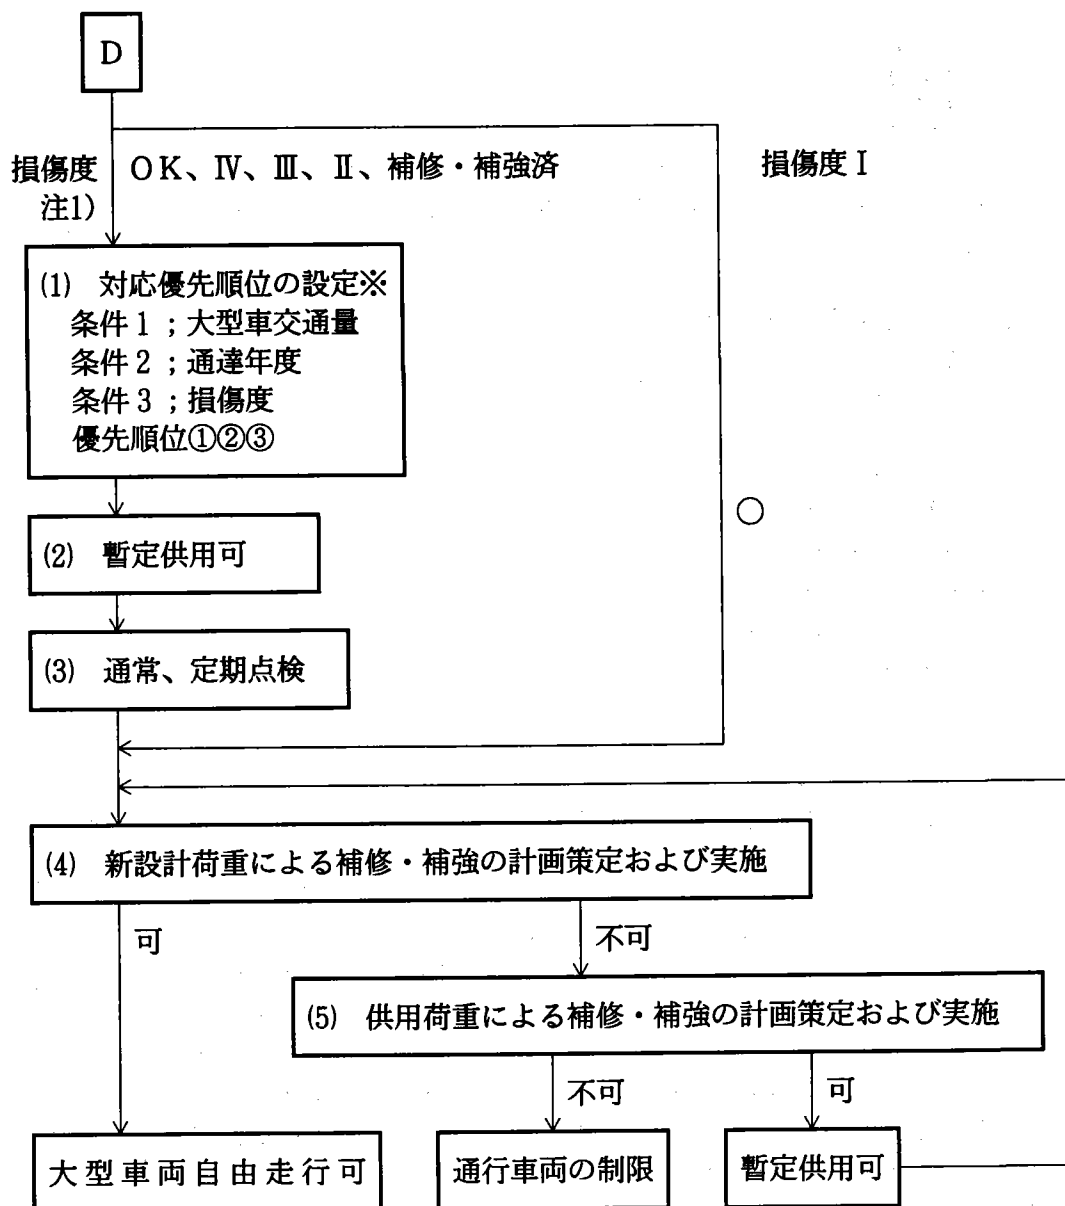 D
損傷度 OK、Ⅳ、Ⅲ、Ⅱ、補修・補強済
注1)
損傷度Ⅰ
(1) 対応優先順位の設定※
条件1；大型車交通量
条件2；通達年度
条件3；損傷度
優先順位①②③
○
(2) 暫定供用可
(3) 通常、定期点検
(4) 新設計荷重による補修・補強の計画策定および実施
可
不可
(5) 供用荷重による補修・補強の計画策定および実施
不可
可
大型車両自由走行可
通行車両の制限
暫定供用可